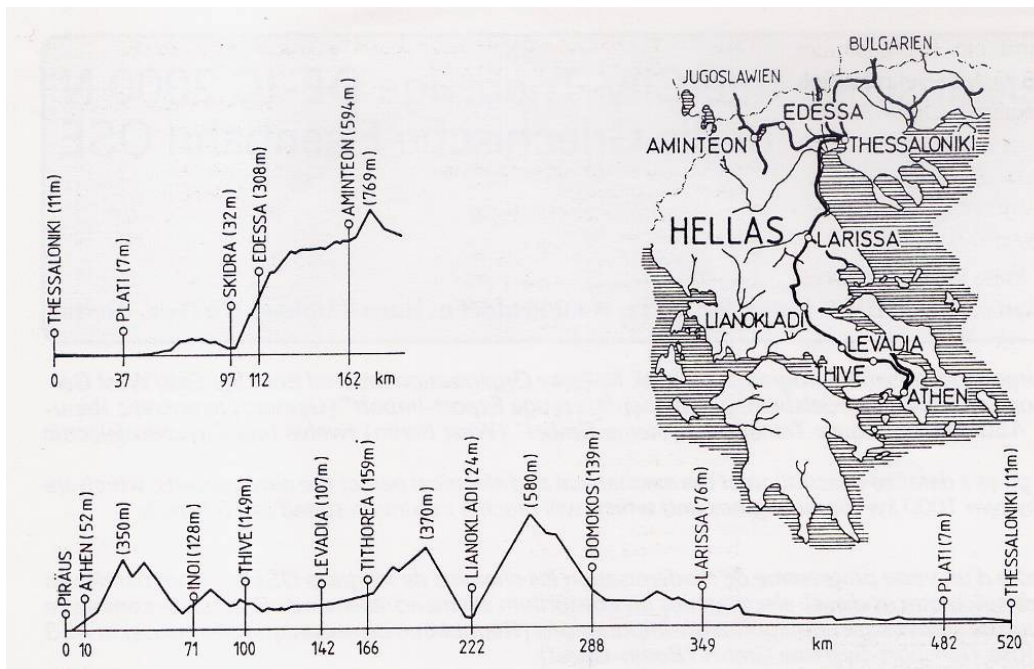 BULGARIEN
JUGOSLAWIEN
EDESSA
AMINTEON
THESSALONIKI
HELLAS
LARISSA
LIANOKLADI
LEVADIA
THIVE
ATHEN
THESSALONIKI (11m)
PLATI (7m)
SKIDRA (32m)
EDESSA (308m)
AMINTEON (594m)
(769m)
0 37 97 112 162 km
PIRÄUS
ATHEN (52m)
(350m)
INOI (128m)
THIVE (149m)
LEVADIA (107m)
TITHOREA (159m)
(370m)
LIANOKLADI (24m)
(580m)
DOMOKOS (139m)
LARISSA (76m)
PLATI (7m)
THESSALONIKI (11m)
0 10 71 100 142 166 222 288 349 km 482 520